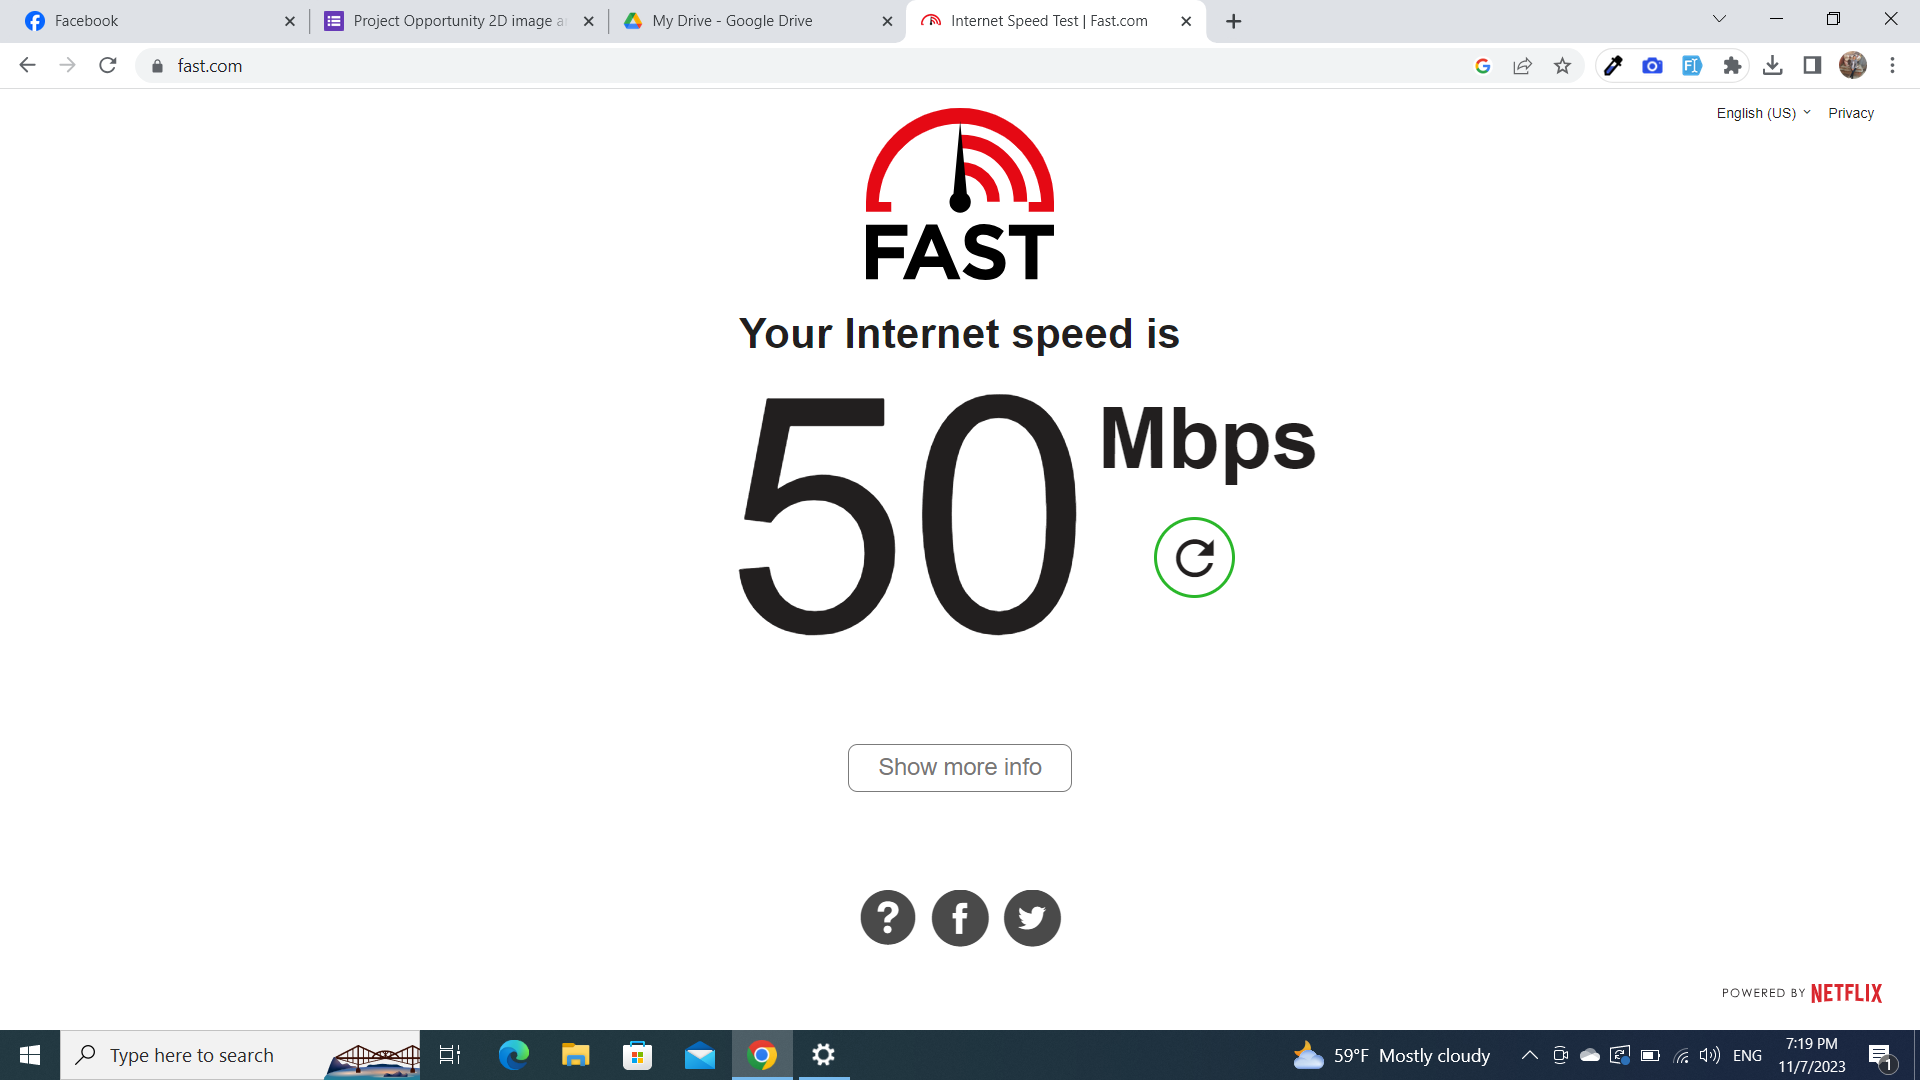 Facebook
Project Opportunity 2D image a
My Drive - Google Drive
Internet Speed Test | Fast.com
fast.com
English (US)
Privacy
FAST
Your Internet speed is
50 Mbps
Show more info
POWERED BY NETFLIX
Type here to search
59°F Mostly cloudy
ENG
7:19 PM
11/7/2023
1